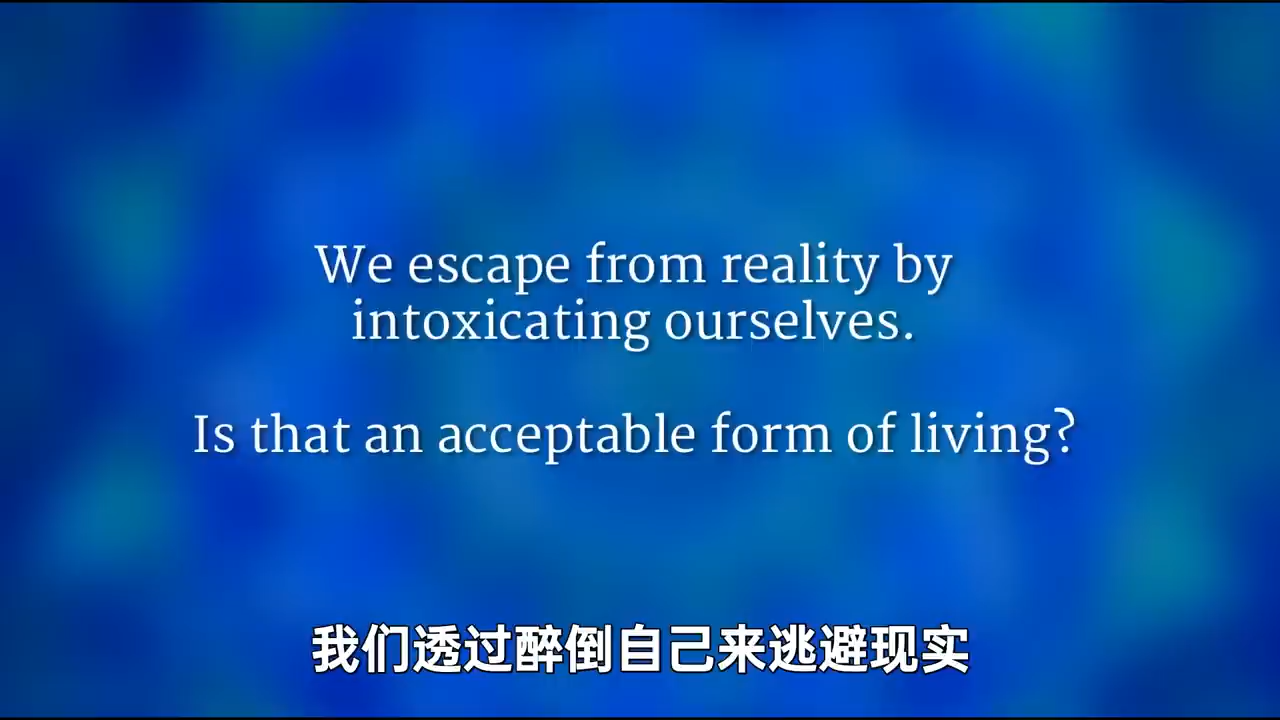 We escape from reality by
intoxicating ourselves.
Is that an acceptable form of living?
我们透过醉倒自己来逃避现实